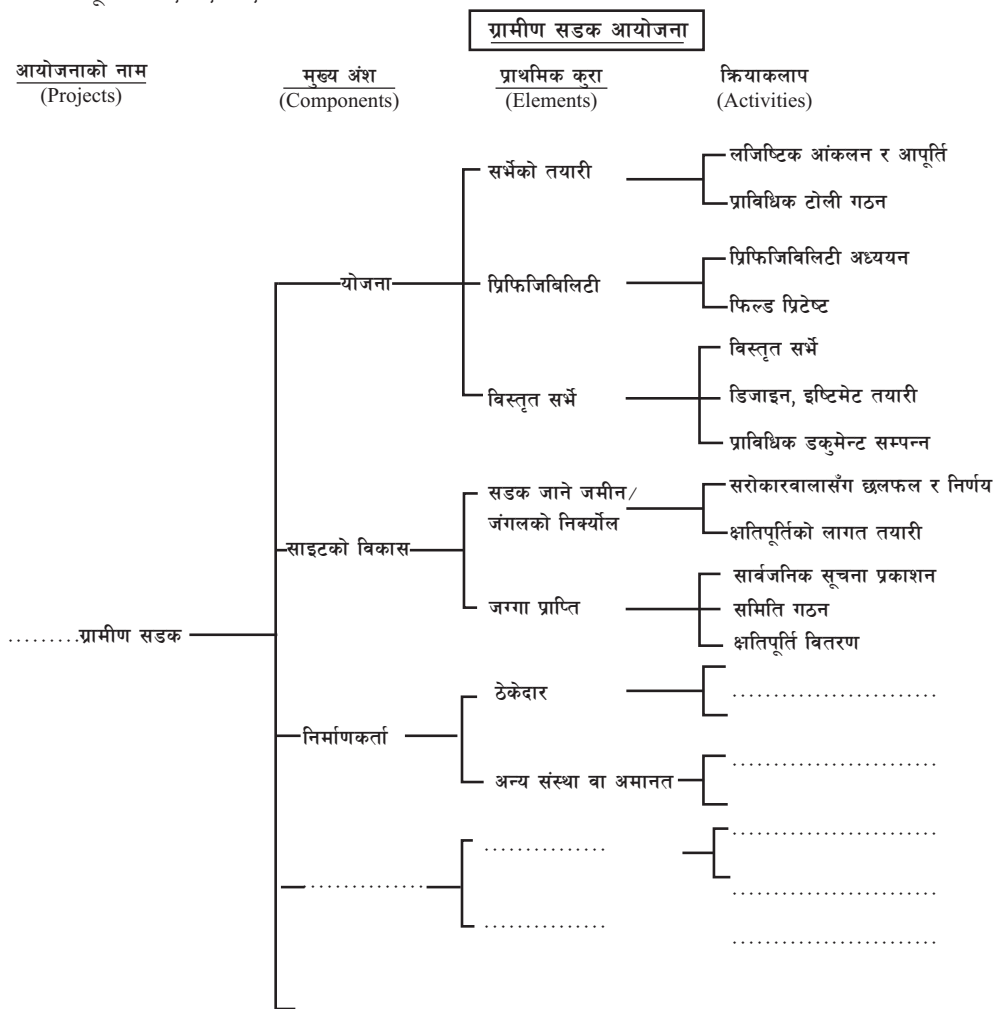 ग्रामीण सडक आयोजना
आयोजनाको नाम
(Projects)
मुख्य अंश
(Components)
प्राथमिक कुरा
(Elements)
क्रियाकलाप
(Activities)
सर्भेको तयारी
लजिष्टिक आंकलन र आपूर्ति
प्राविधिक टोली गठन
योजना
प्रिफिजिबिलिटी
प्रिफिजिबिलिटी अध्ययन
फिल्ड प्रिटेष्ट
विस्तृत सर्भे
विस्तृत सर्भे
डिजाइन, इष्टिमेट तयारी
प्राविधिक डकुमेन्ट सम्पन्न
साइटको विकास
सडक जाने जमीन/
जंगलको निर्क्योल
सरोकारवालासँग छलफल र निर्णय
क्षतिपूर्तिको लागत तयारी
जग्गा प्राप्ति
सार्वजनिक सूचना प्रकाशन
समिति गठन
क्षतिपूर्ति वितरण
.........ग्रामीण सडक
निर्माणकर्ता
ठेकेदार
........................
अन्य संस्था वा अमानत
........................
...............
...............
........................
........................
...............
........................